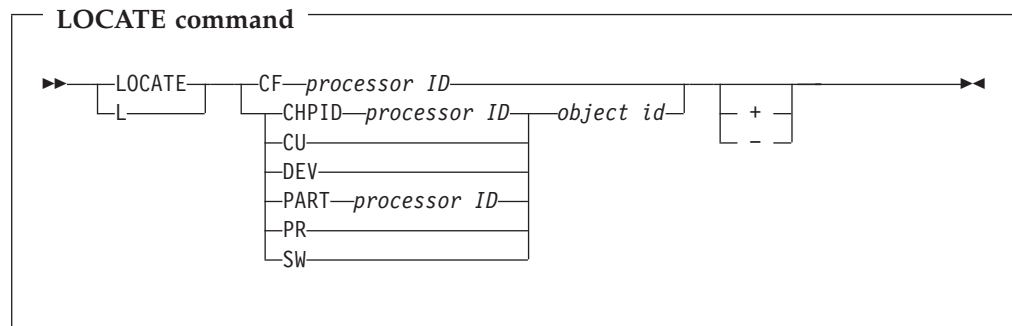 LOCATE command
LOCATE CF processor ID
L CHPID processor ID object id +
CU –
DEV
PART processor ID
PR
SW